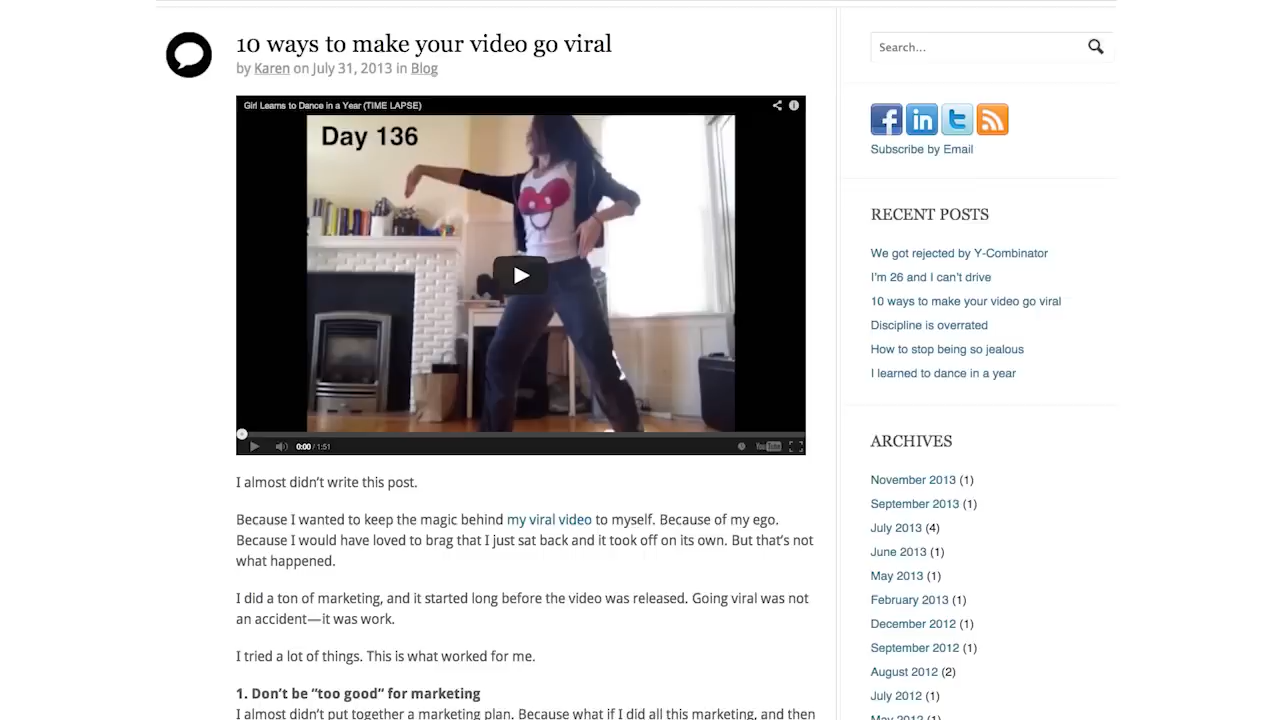 10 ways to make your video go viral
by Karen on July 31, 2013 in Blog
Girl Learns to Dance in a Year (TIME LAPSE)
Day 136
0:00 / 1:51
YouTube
I almost didn't write this post.
Because I wanted to keep the magic behind my viral video to myself. Because of my ego.
Because I would have loved to brag that I just sat back and it took off on its own. But that's not
what happened.
I did a ton of marketing, and it started long before the video was released. Going viral was not
an accident—it was work.
I tried a lot of things. This is what worked for me.
1. Don't be “too good” for marketing
I almost didn't put together a marketing plan. Because what if I did all this marketing, and then
Search...
Subscribe by Email
RECENT POSTS
We got rejected by Y-Combinator
I'm 26 and I can't drive
10 ways to make your video go viral
Discipline is overrated
How to stop being so jealous
I learned to dance in a year
ARCHIVES
November 2013 (1)
September 2013 (1)
July 2013 (4)
June 2013 (1)
May 2013 (1)
February 2013 (1)
December 2012 (1)
September 2012 (1)
August 2012 (2)
July 2012 (1)
May 2012 (1)